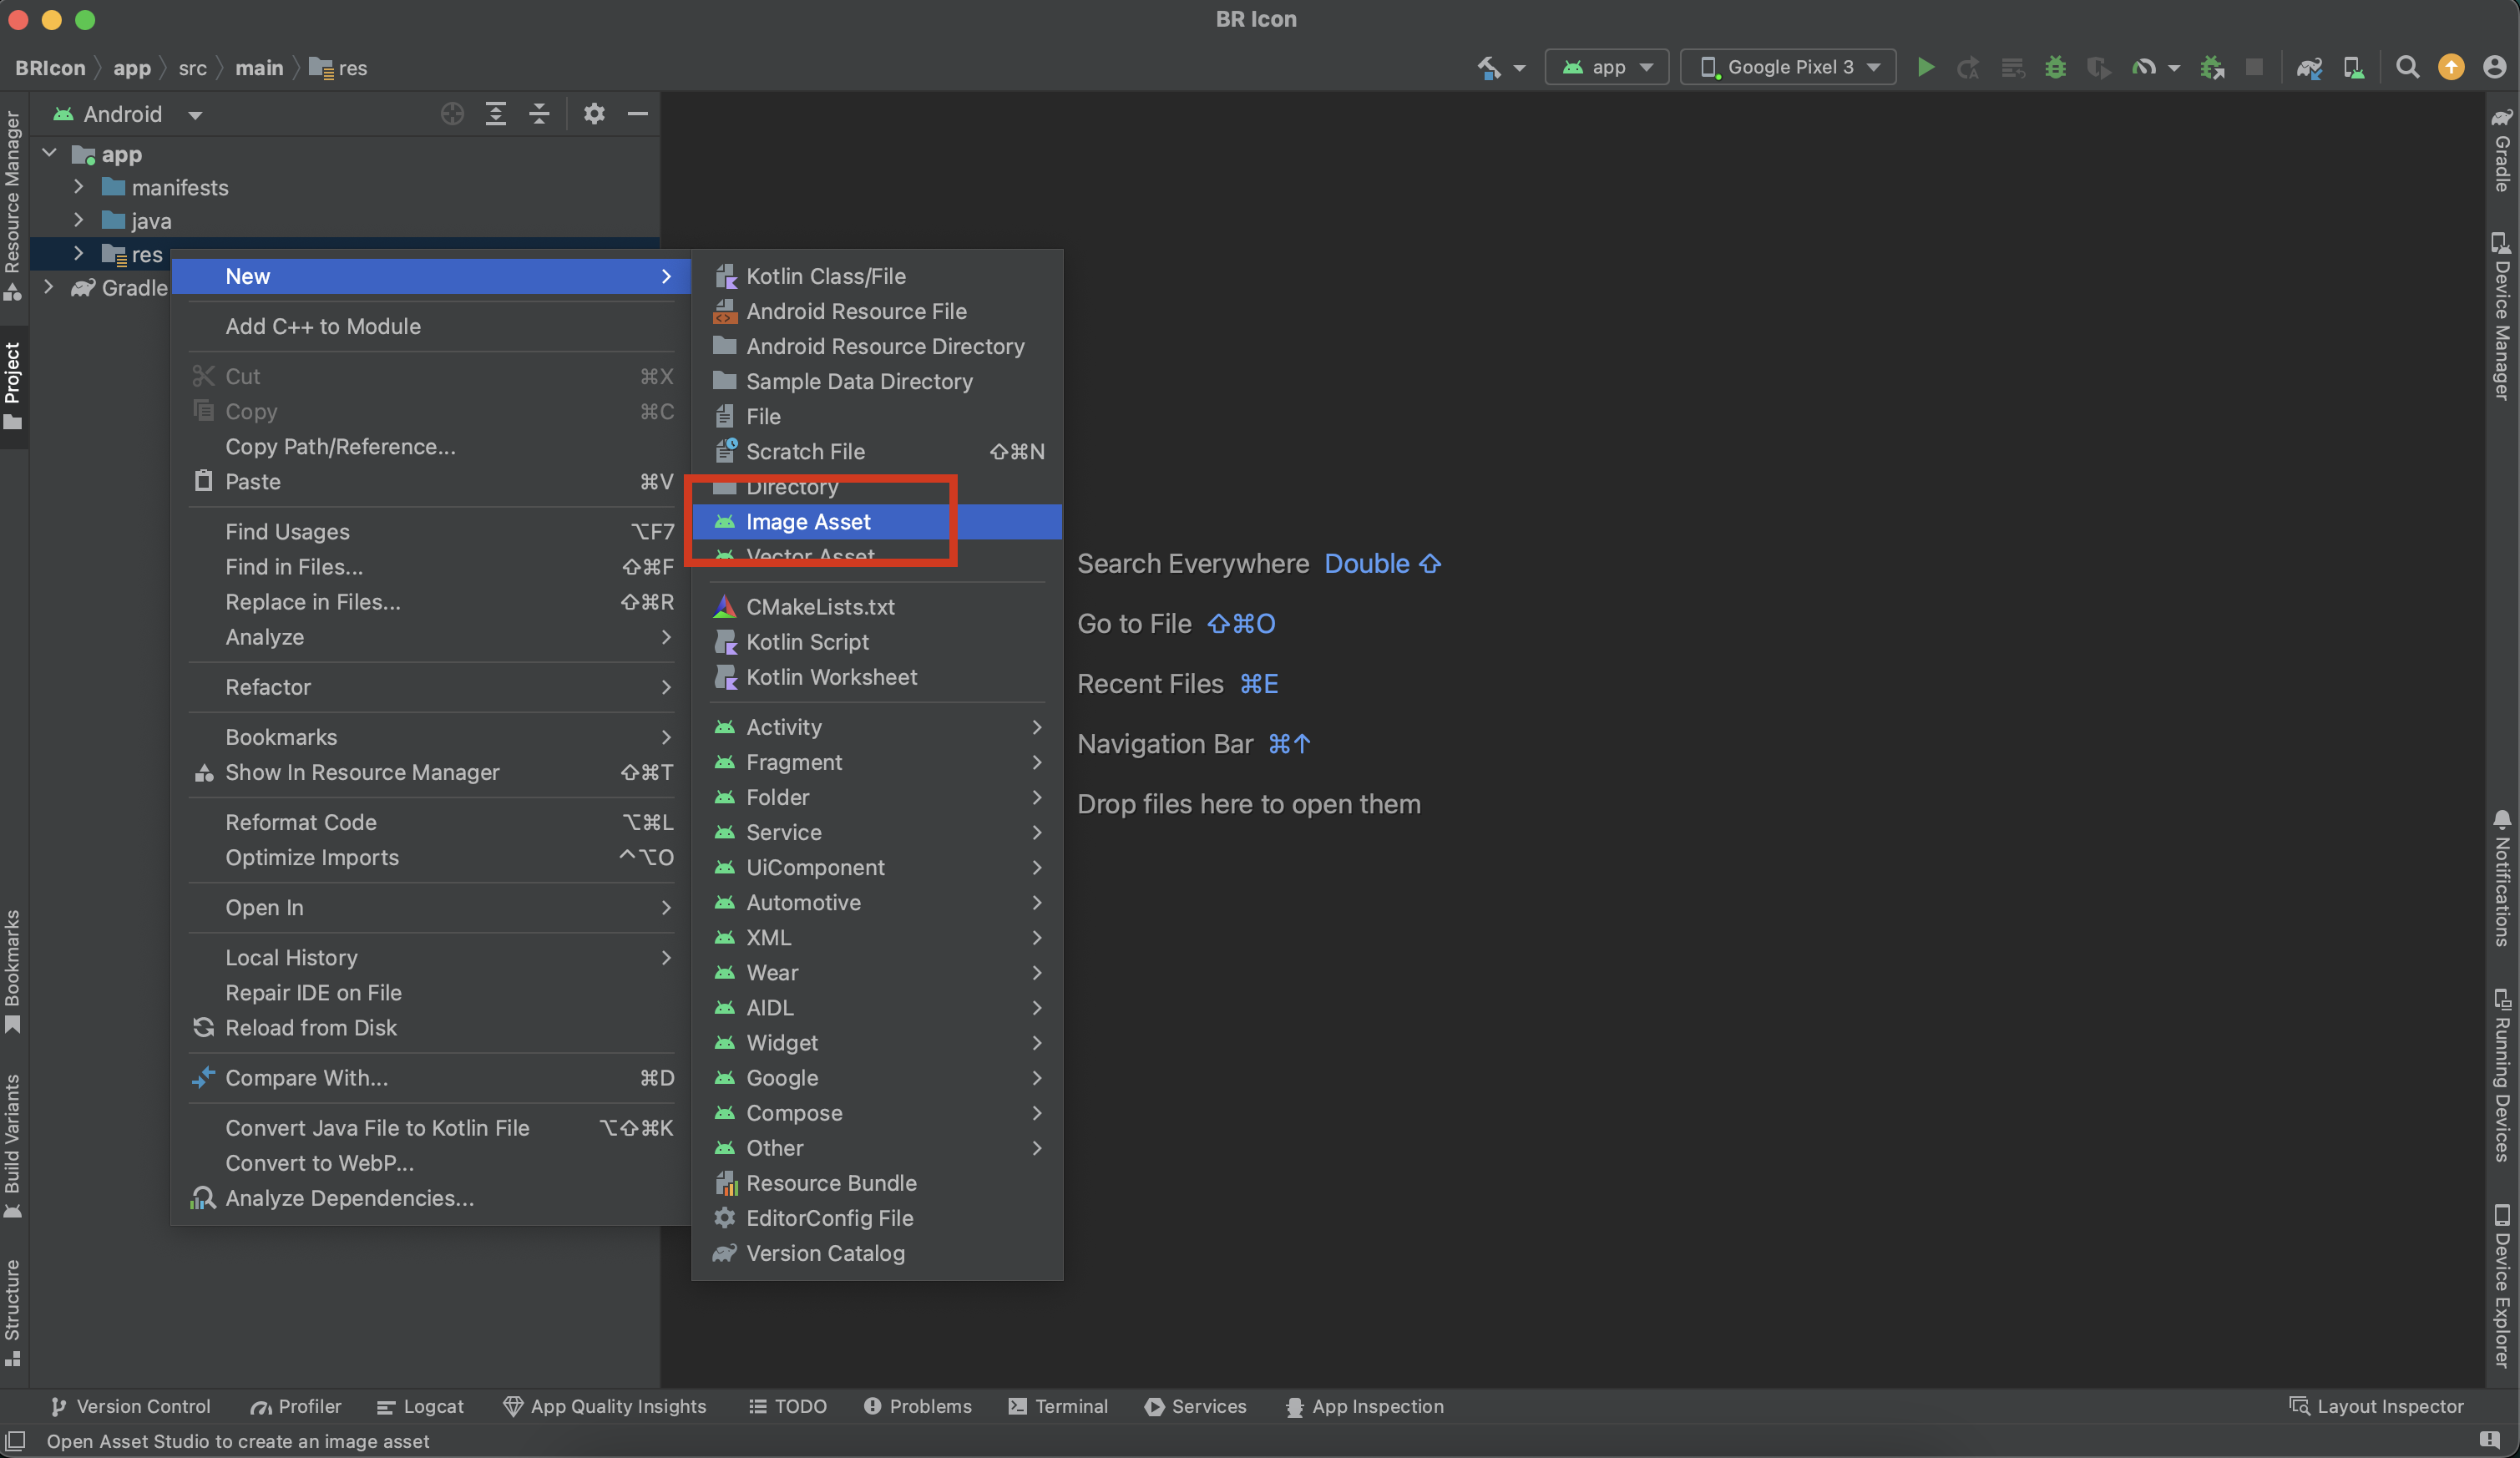 BR Icon
BRIcon app src main res
app Google Pixel 3
Android
app
manifests
java
res
Gradle
New
Add C++ to Module
Cut ⌘X
Copy ⌘C
Copy Path/Reference...
Paste ⌘V
Find Usages ⌥F7
Find in Files... ⇧⌘F
Replace in Files... ⇧⌘R
Analyze
Refactor
Bookmarks
Show In Resource Manager ⇧⌘T
Reformat Code ⌥⌘L
Optimize Imports ^⌥O
Open In
Local History
Repair IDE on File
Reload from Disk
Compare With... ⌘D
Convert Java File to Kotlin File ⌥⇧⌘K
Convert to WebP...
Analyze Dependencies...
Kotlin Class/File
Android Resource File
Android Resource Directory
Sample Data Directory
File
Scratch File ⇧⌘N
Directory
Image Asset
Vector Asset
CMakeLists.txt
Kotlin Script
Kotlin Worksheet
Activity
Fragment
Folder
Service
UiComponent
Automotive
XML
Wear
AIDL
Widget
Google
Compose
Other
Resource Bundle
EditorConfig File
Version Catalog
Search Everywhere Double ⇧
Go to File ⇧⌘O
Recent Files ⌘E
Navigation Bar ⌘↑
Drop files here to open them
Resource Manager
Project
Bookmarks
Build Variants
Structure
Gradle
Device Manager
Notifications
Running Devices
Device Explorer
Version Control Profiler Logcat App Quality Insights TODO Problems Terminal Services App Inspection Layout Inspector
Open Asset Studio to create an image asset